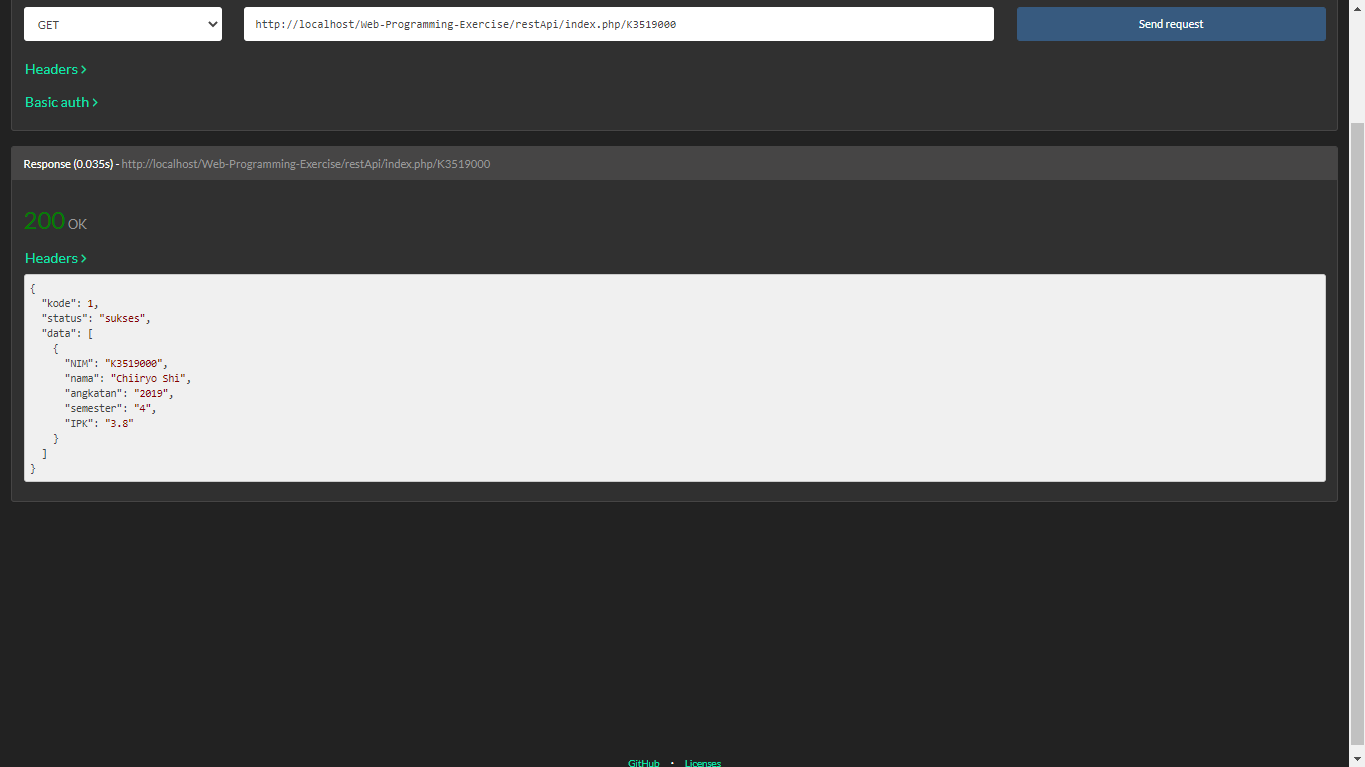 GET http://localhost/Web-Programming-Exercise/restApi/index.php/K3519000 Send request
Headers >
Basic auth >
Response (0.035s) - http://localhost/Web-Programming-Exercise/restApi/index.php/K3519000
200 OK
Headers >
{
"kode": 1,
"status": "sukses",
"data": [
{
"NIM": "K3519000",
"nama": "Chiiryo Shi",
"angkatan": "2019",
"semester": "4",
"IPK": "3.8"
}
]
}
GitHub • Licenses